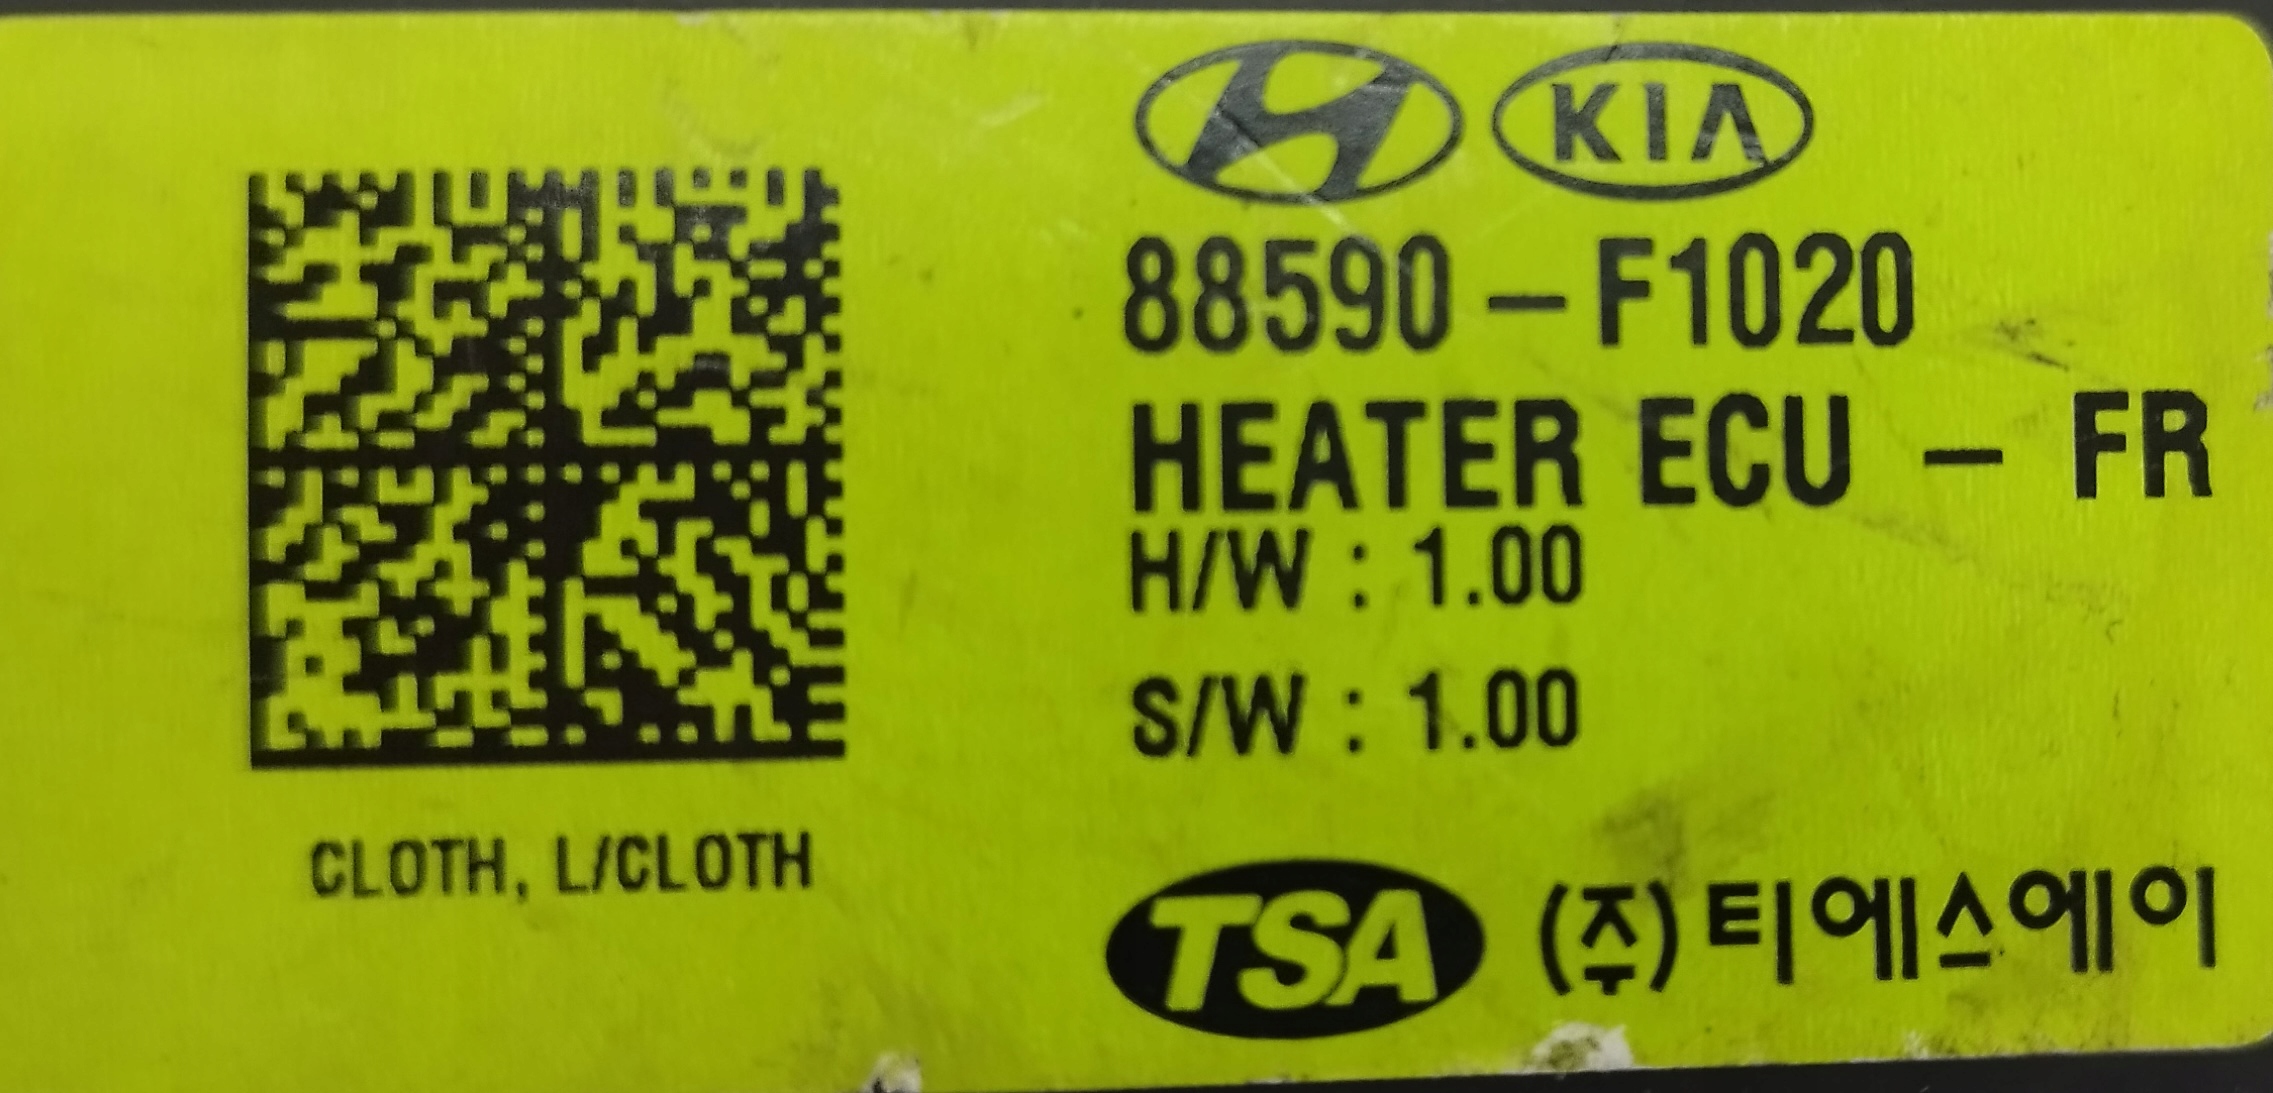 KIA
88590-F1020
HEATER ECU - FR
H/W : 1.00
S/W : 1.00
CLOTH, L/CLOTH
TSA (주)티에스에이